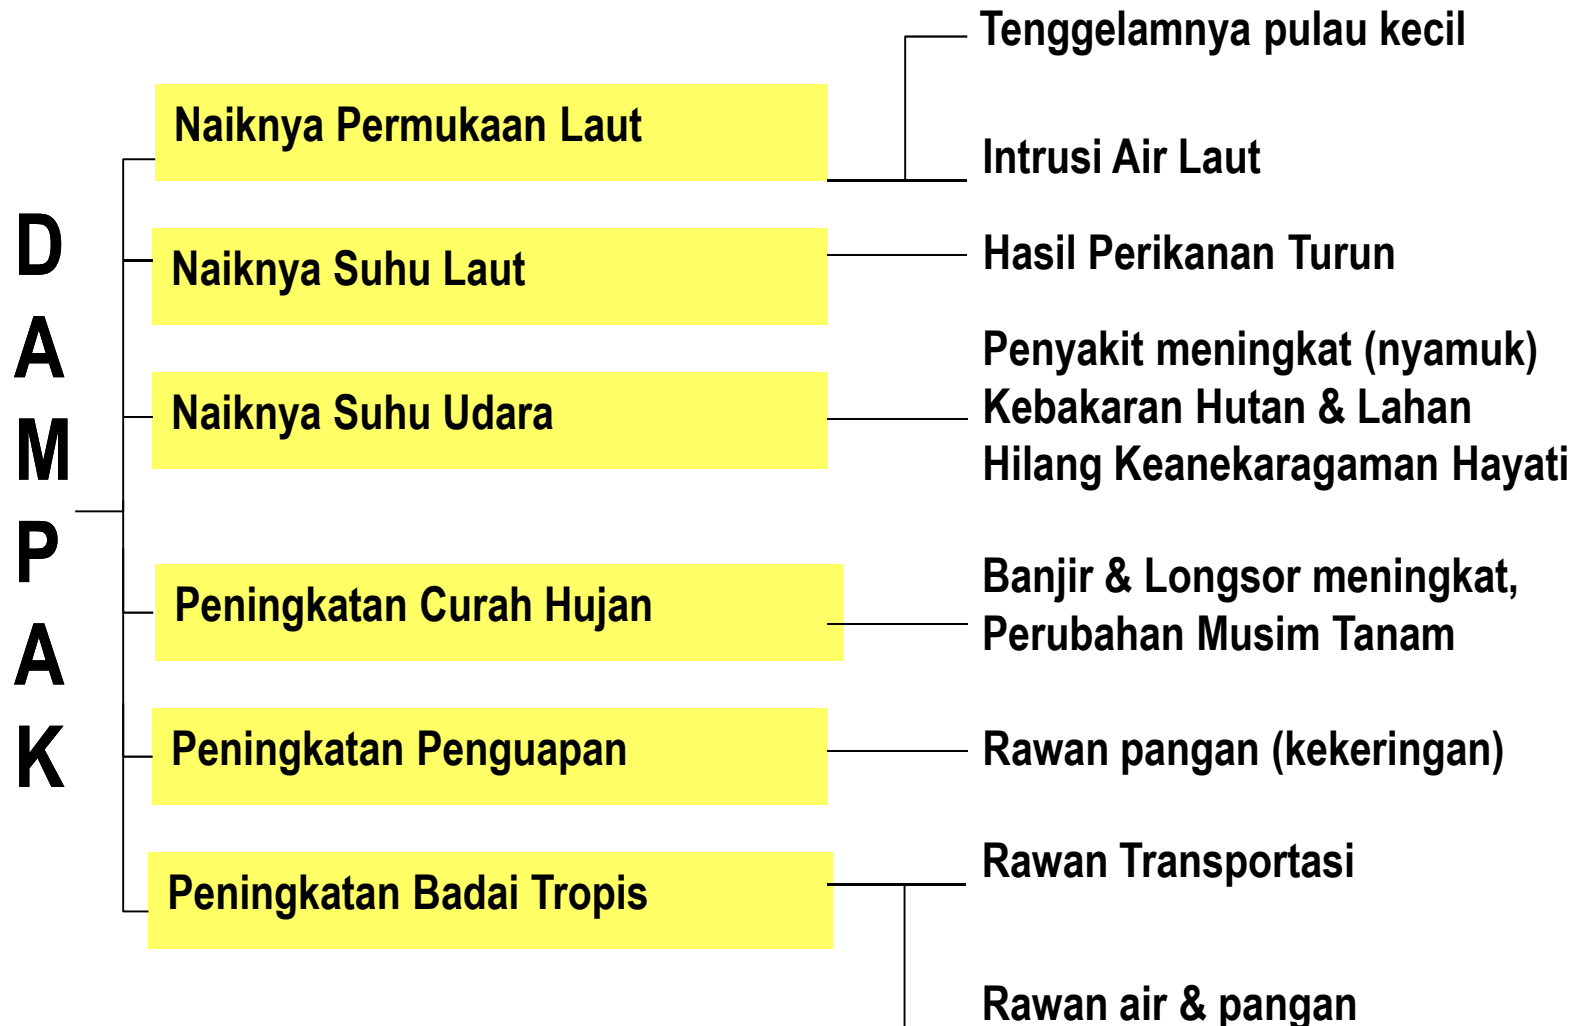 DAMPAK
Naiknya Permukaan Laut
Tenggelamnya pulau kecil
Intrusi Air Laut
Naiknya Suhu Laut
Hasil Perikanan Turun
Naiknya Suhu Udara
Penyakit meningkat (nyamuk)
Kebakaran Hutan & Lahan
Hilang Keanekaragaman Hayati
Peningkatan Curah Hujan
Banjir & Longsor meningkat,
Perubahan Musim Tanam
Peningkatan Penguapan
Rawan pangan (kekeringan)
Peningkatan Badai Tropis
Rawan Transportasi
Rawan air & pangan